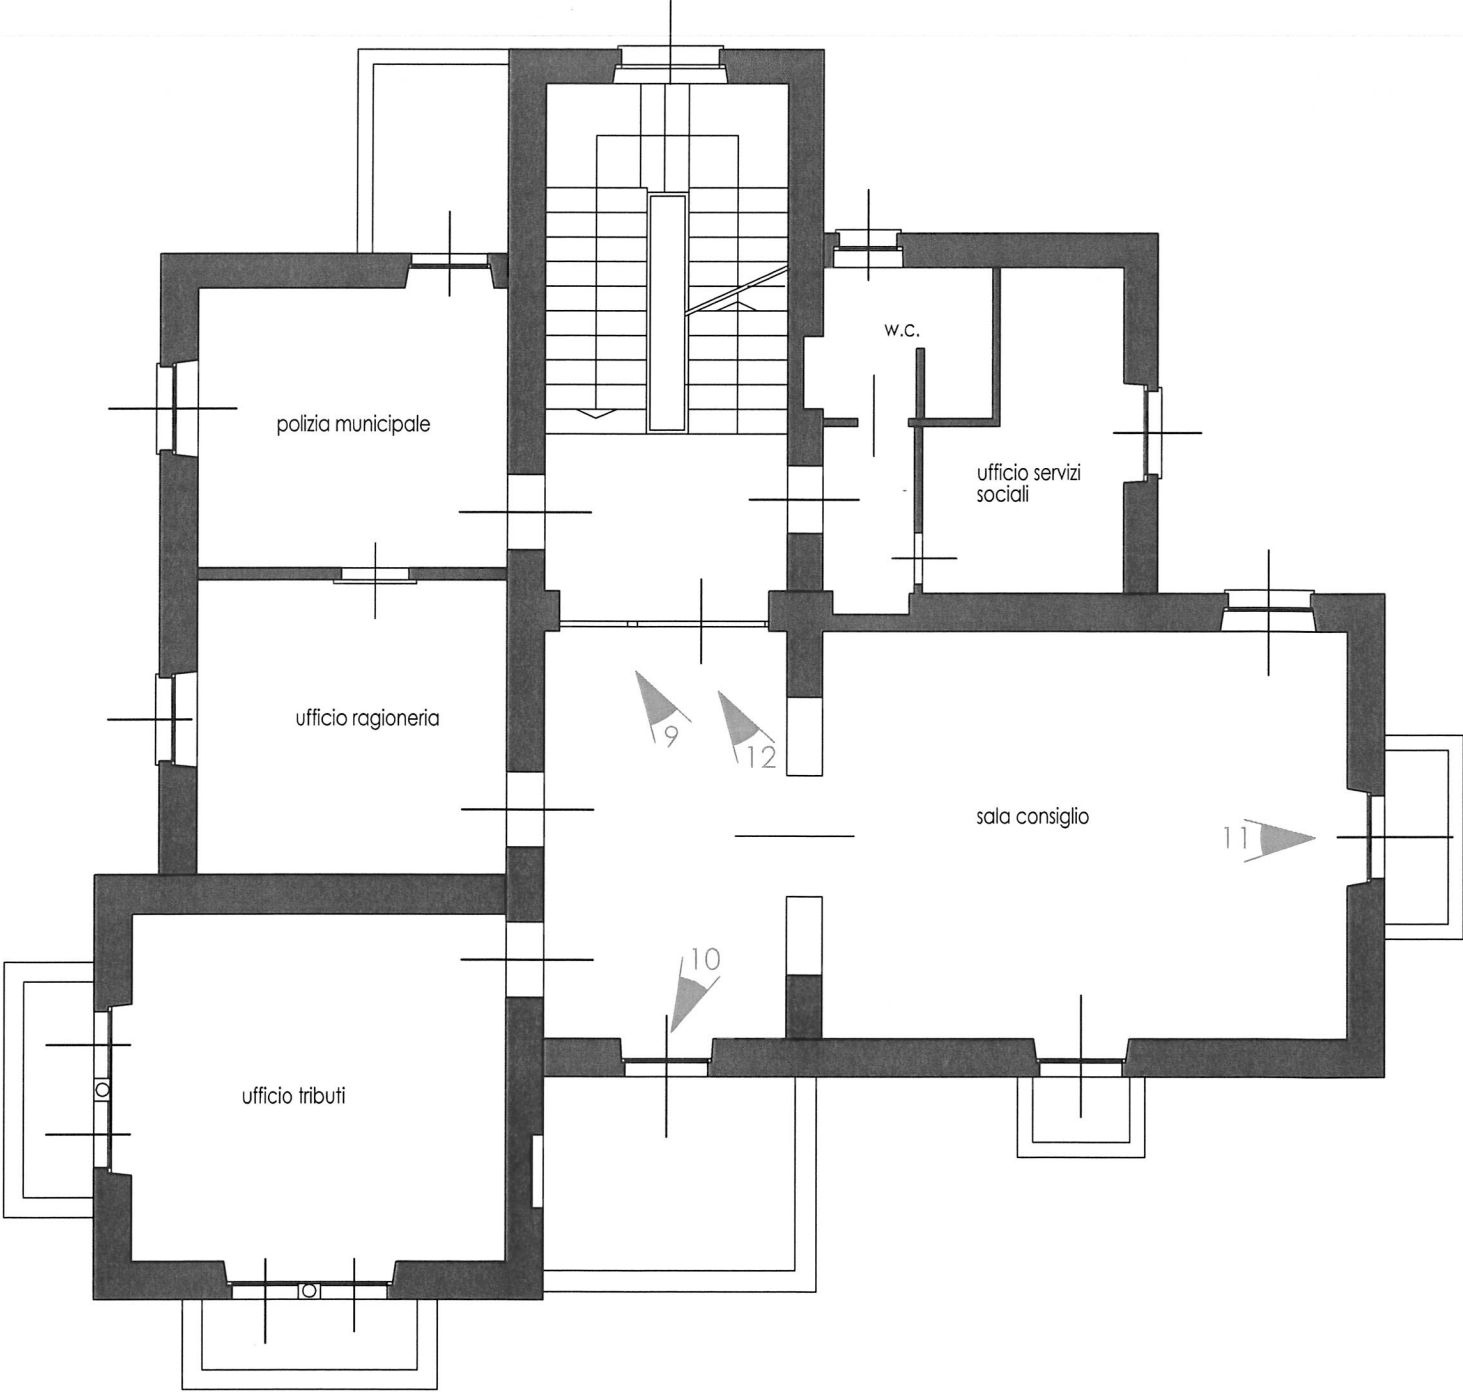 w.c.
polizia municipale
ufficio servizi
sociali
ufficio ragioneria
9
12
sala consiglio
11
10
ufficio tributi